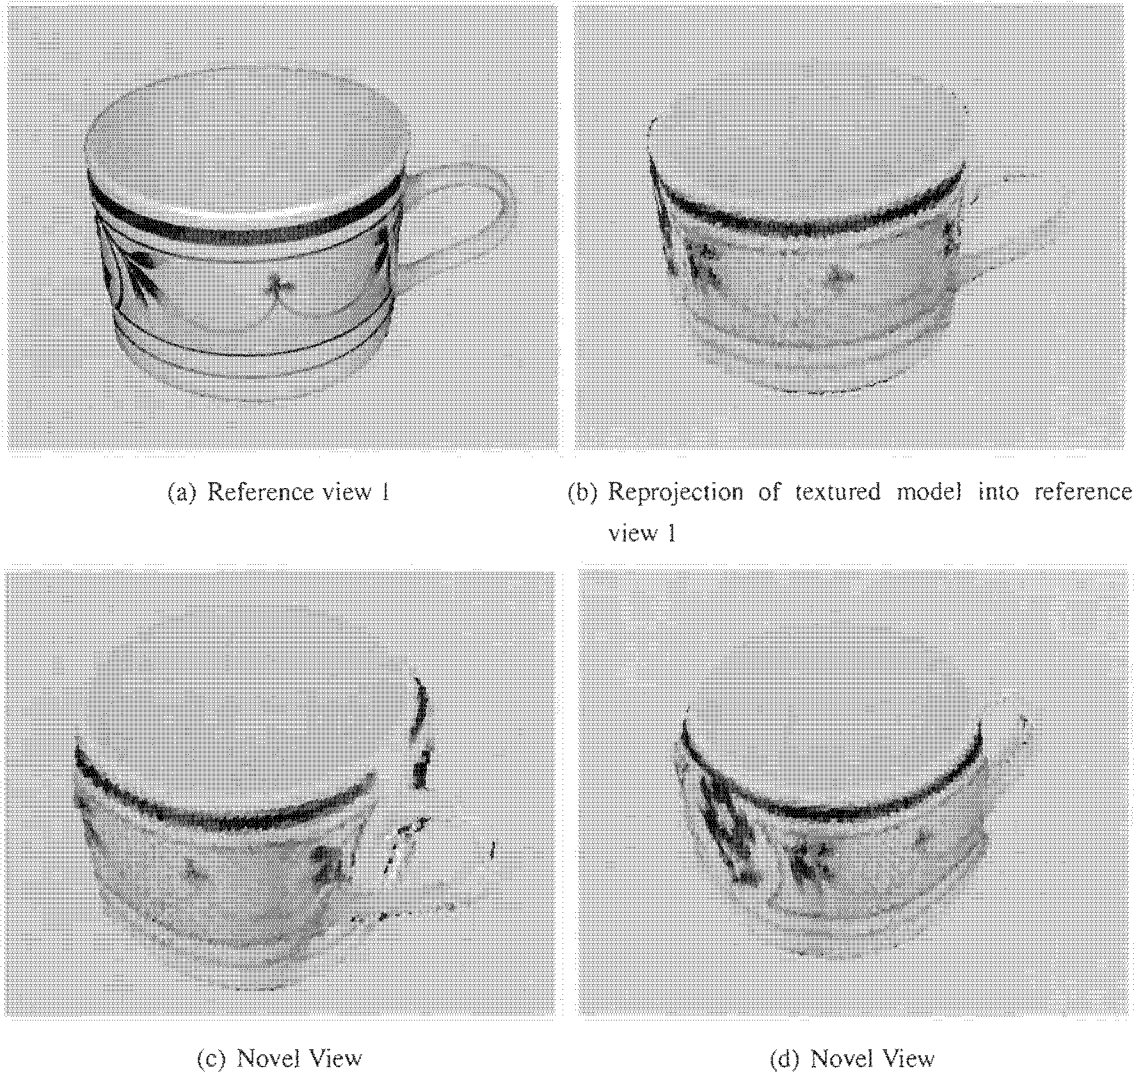 (a) Reference view 1
(b) Reprojection of textured model into reference
view 1
(c) Novel View
(d) Novel View